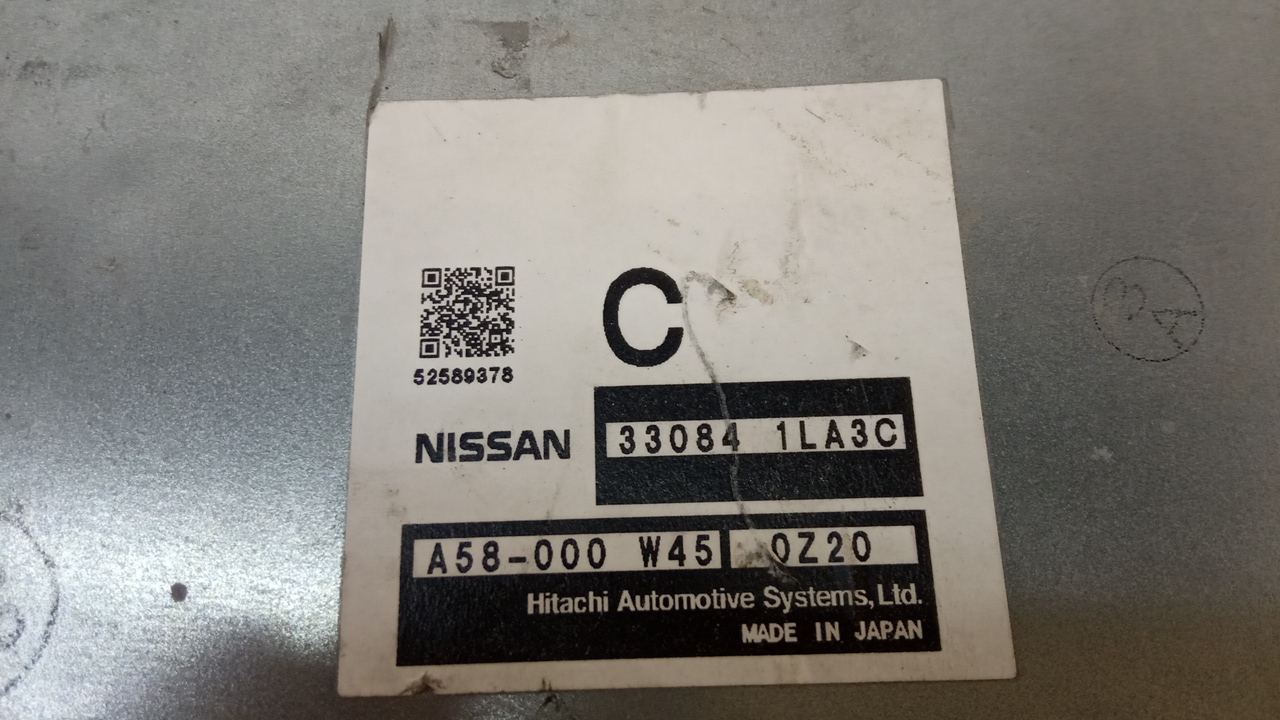 C
52589378
NISSAN
33084 1LA3C
A58-000 W45 0Z20
Hitachi Automotive Systems, Ltd.
MADE IN JAPAN